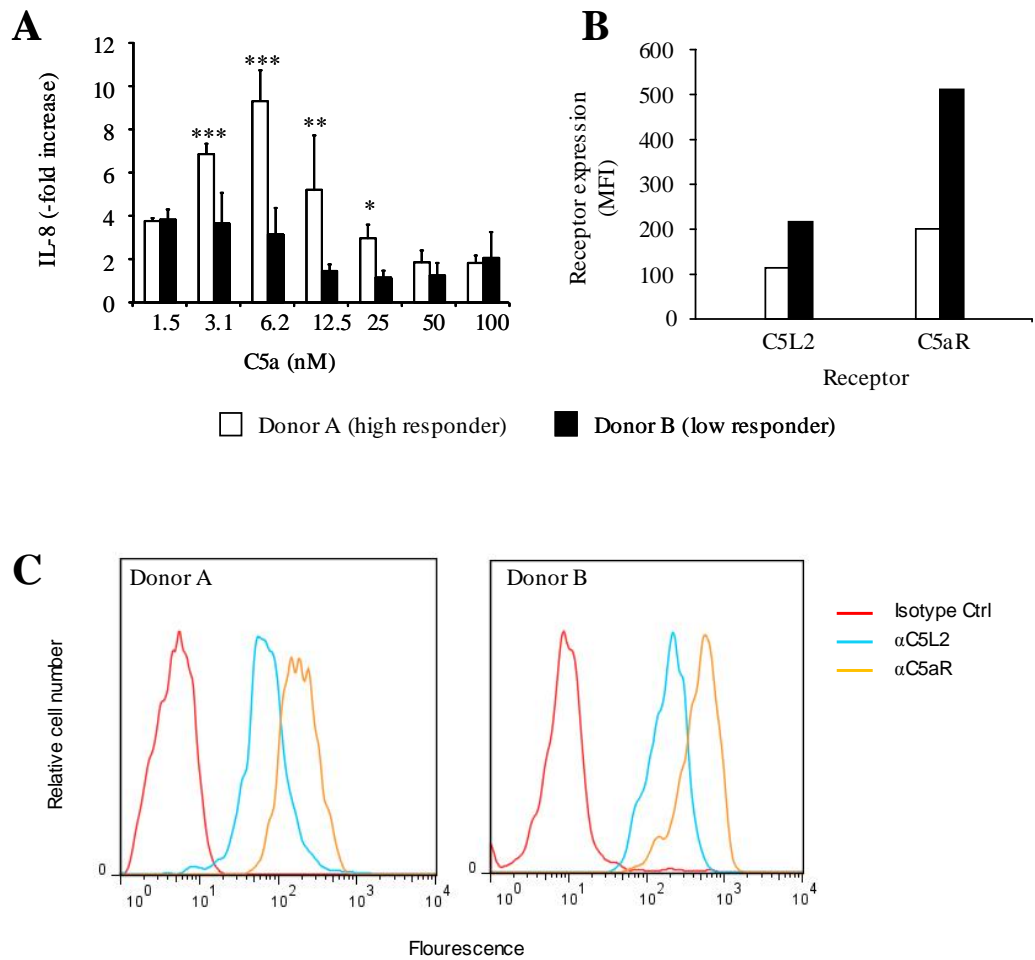 A
IL-8 (-fold increase)
12
10
8
6
4
2
0
***
***
**
*
1.5 3.1 6.2 12.5 25 50 100
C5a (nM)
B
Receptor expression
(MFI)
600
500
400
300
200
100
0
C5L2 C5aR
Receptor
Donor A (high responder) Donor B (low responder)
C
Relative cell number
Donor A
0
10^0 10^1 10^2 10^3 10^4
Donor B
0
10^0 10^1 10^2 10^3 10^4
Isotype Ctrl
αC5L2
αC5aR
Flourescence